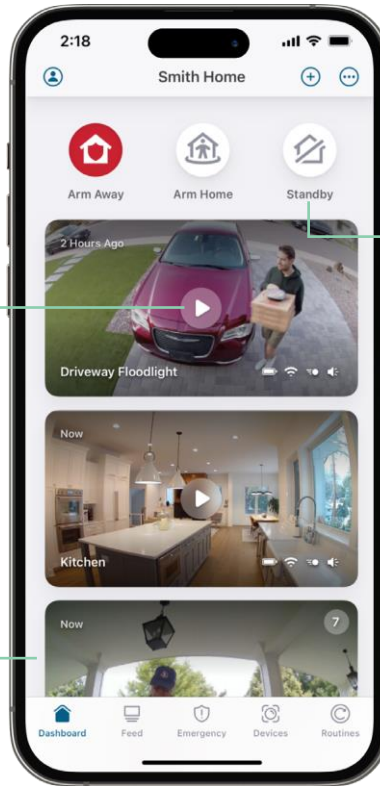 2:18
Smith Home
Arm Away Arm Home Standby
2 Hours Ago
Driveway Floodlight
Now
Kitchen
Now 7
Dashboard Feed Emergency Devices Routines